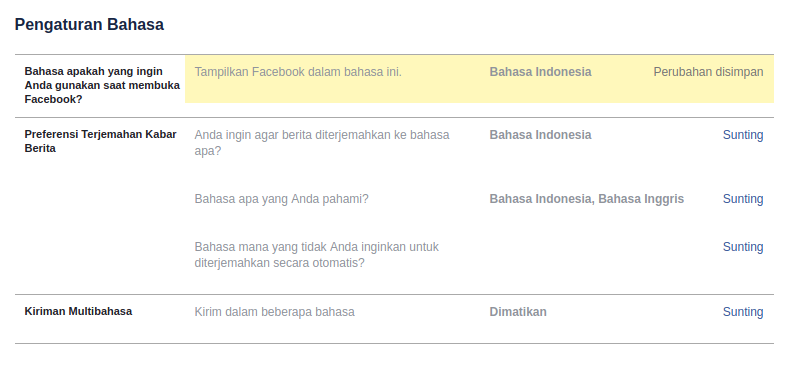 Pengaturan Bahasa
Bahasa apakah yang ingin
Anda gunakan saat membuka
Facebook?
Tampilkan Facebook dalam bahasa ini.
Bahasa Indonesia
Perubahan disimpan
Preferensi Terjemahan Kabar
Berita
Anda ingin agar berita diterjemahkan ke bahasa
apa?
Bahasa Indonesia
Sunting
Bahasa apa yang Anda pahami?
Bahasa Indonesia, Bahasa Inggris
Sunting
Bahasa mana yang tidak Anda inginkan untuk
diterjemahkan secara otomatis?
Sunting
Kiriman Multibahasa
Kirim dalam beberapa bahasa
Dimatikan
Sunting